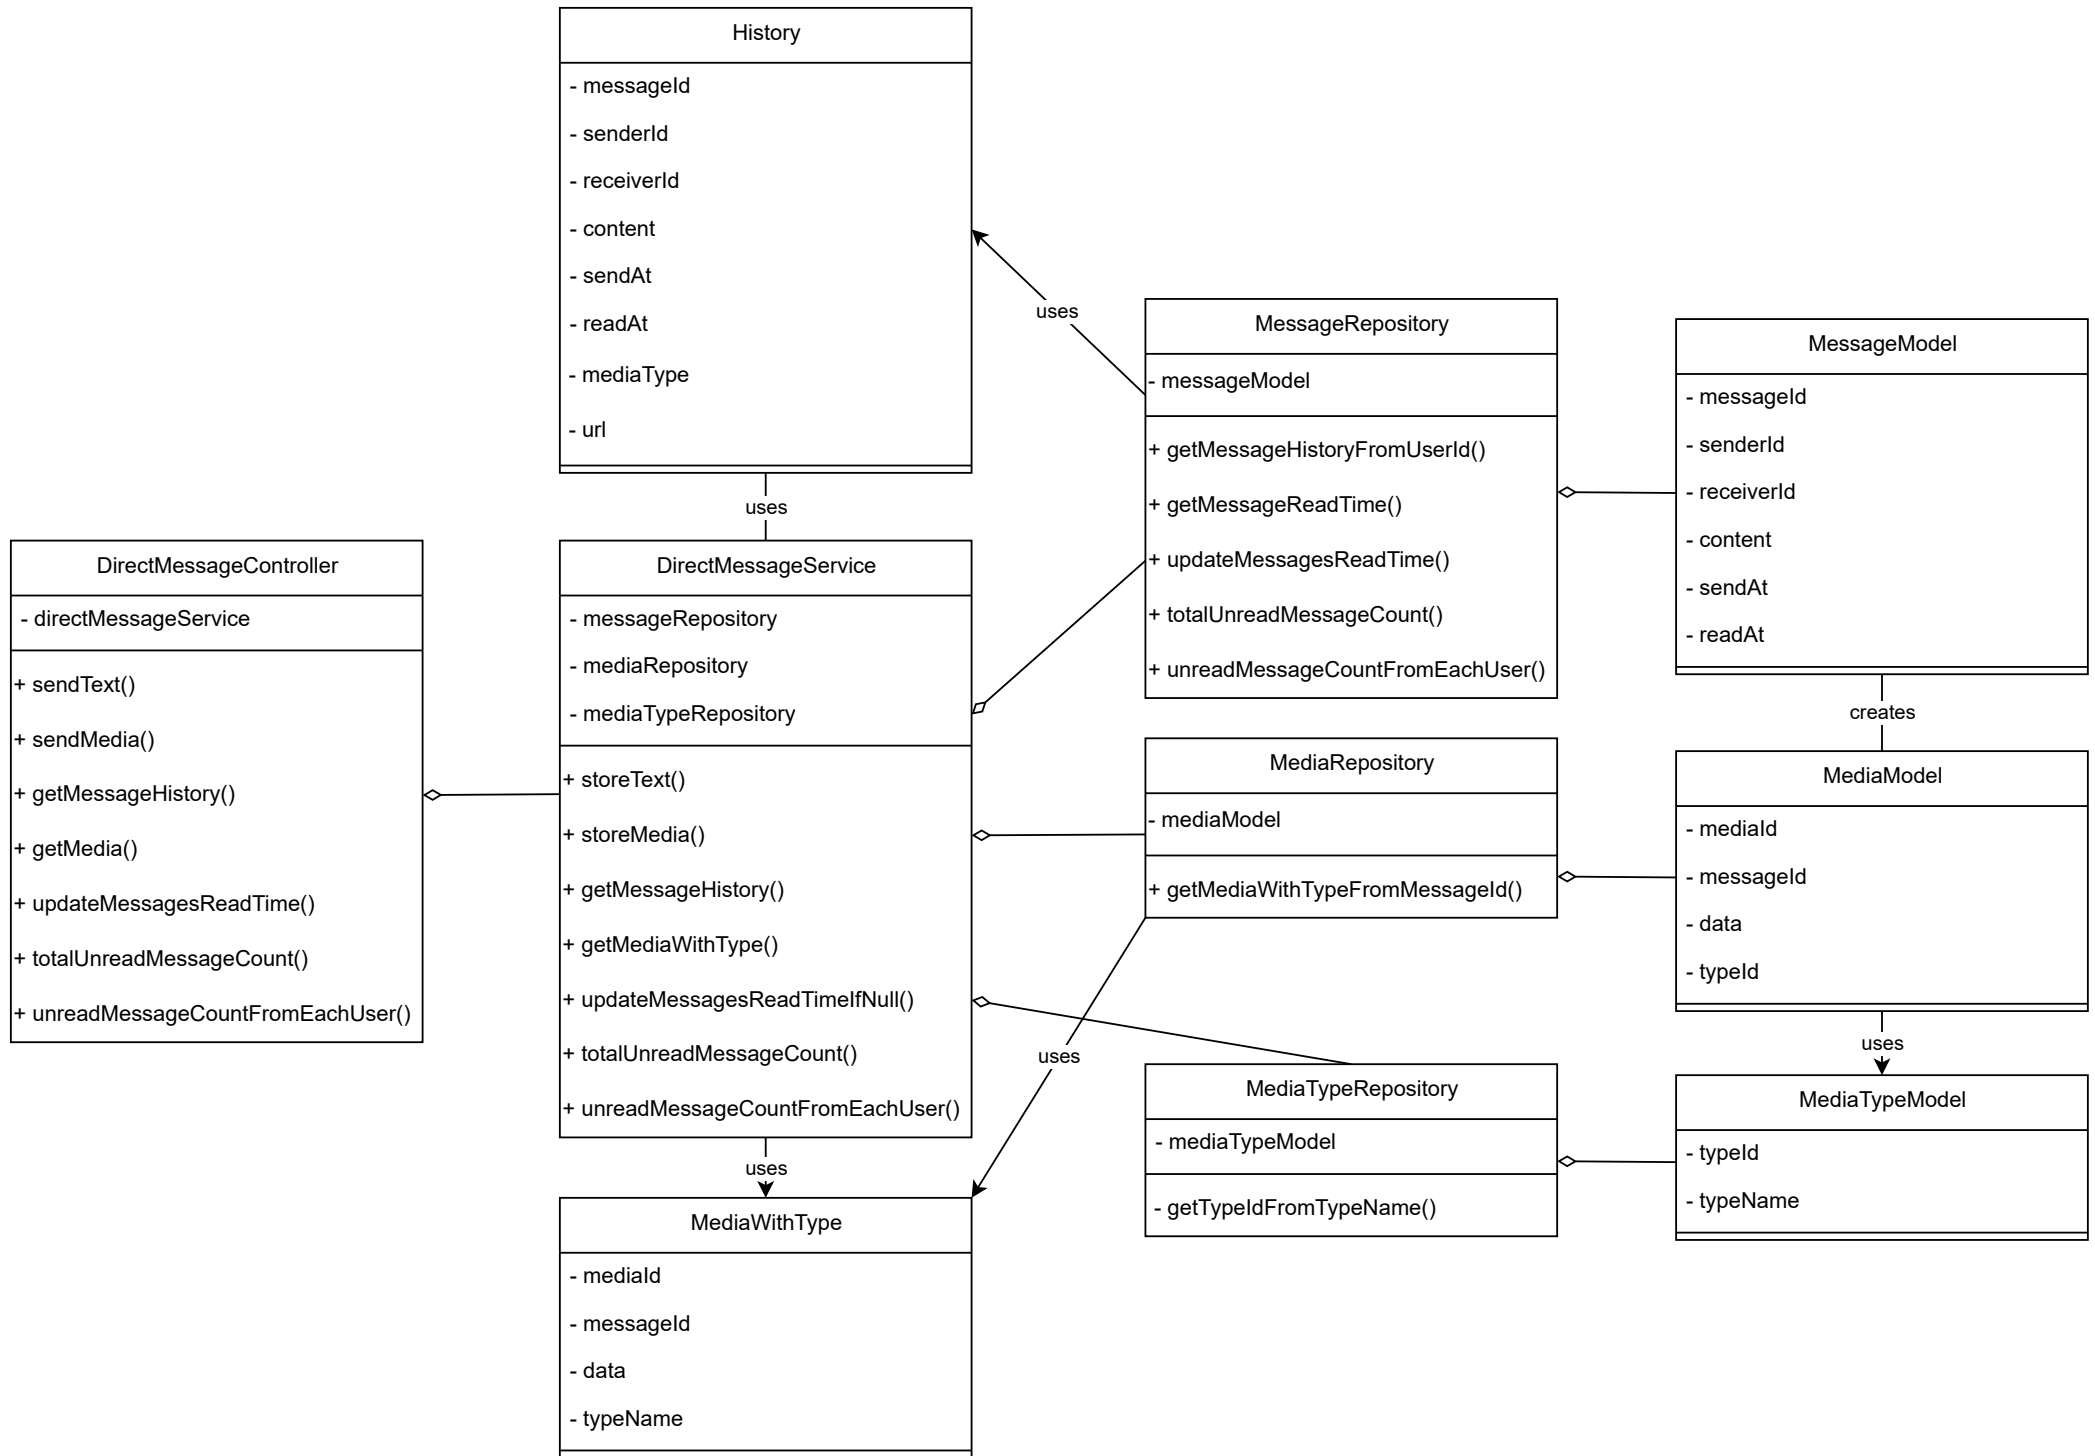 History
- messageId
- senderId
- receiverId
- content
- sendAt
- readAt
- mediaType
- url
uses
uses
DirectMessageController
- directMessageService
+ sendText()
+ sendMedia()
+ getMessageHistory()
+ getMedia()
+ updateMessagesReadTime()
+ totalUnreadMessageCount()
+ unreadMessageCountFromEachUser()
DirectMessageService
- messageRepository
- mediaRepository
- mediaTypeRepository
+ storeText()
+ storeMedia()
+ getMessageHistory()
+ getMediaWithType()
+ updateMessagesReadTimeIfNull()
+ totalUnreadMessageCount()
+ unreadMessageCountFromEachUser()
uses
MediaWithType
- mediaId
- messageId
- data
- typeName
MessageRepository
- messageModel
+ getMessageHistoryFromUserId()
+ getMessageReadTime()
+ updateMessagesReadTime()
+ totalUnreadMessageCount()
+ unreadMessageCountFromEachUser()
MediaRepository
- mediaModel
+ getMediaWithTypeFromMessageId()
uses
MediaTypeRepository
- mediaTypeModel
- getTypeIdFromTypeName()
MessageModel
- messageId
- senderId
- receiverId
- content
- sendAt
- readAt
creates
MediaModel
- mediaId
- messageId
- data
- typeId
uses
MediaTypeModel
- typeId
- typeName